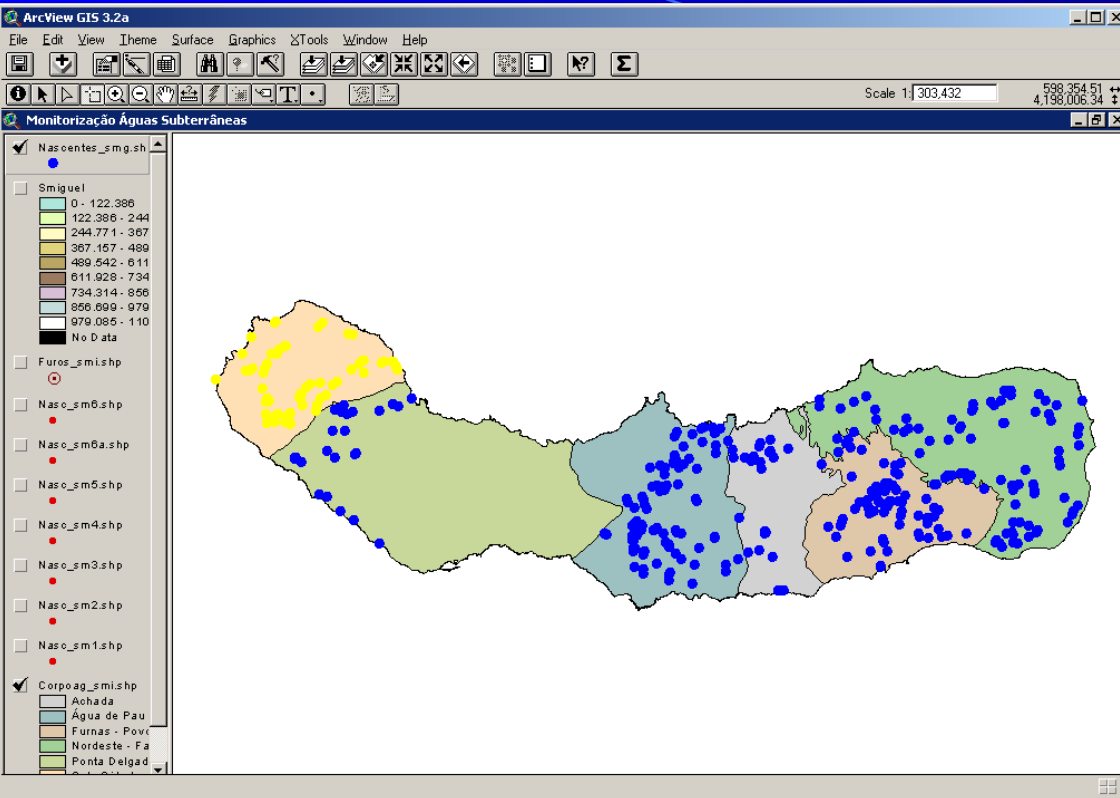 ArcView GIS 3.2a
File Edit View Theme Surface Graphics XTools Window Help
Scale 1: 303,432
598,354.51
4,198,006.34
Monitorização Águas Subterrâneas
Nascentes_smg.sh
Smiguel
0 - 122.386
122.386 - 244
244.771 - 367
367.157 - 489
489.542 - 611
611.928 - 734
734.314 - 856
856.699 - 979
979.085 - 110
No Data
Furos_smi.shp
Nasc_sm6.shp
Nasc_sm6a.shp
Nasc_sm5.shp
Nasc_sm4.shp
Nasc_sm3.shp
Nasc_sm2.shp
Nasc_sm1.shp
Corpoag_smi.shp
Achada
Água de Pau
Furnas - Povo
Nordeste - Fa
Ponta Delgad